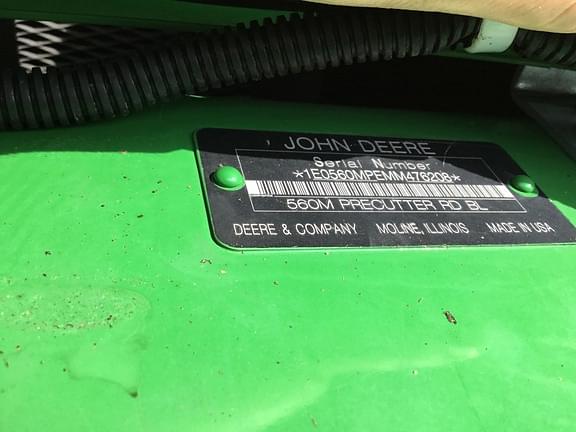 JOHN DEERE
Serial Number
*1E0560MPEMM476208*
560M PRECUTTER RD BL
DEERE & COMPANY MOLINE, ILLINOIS MADE IN USA